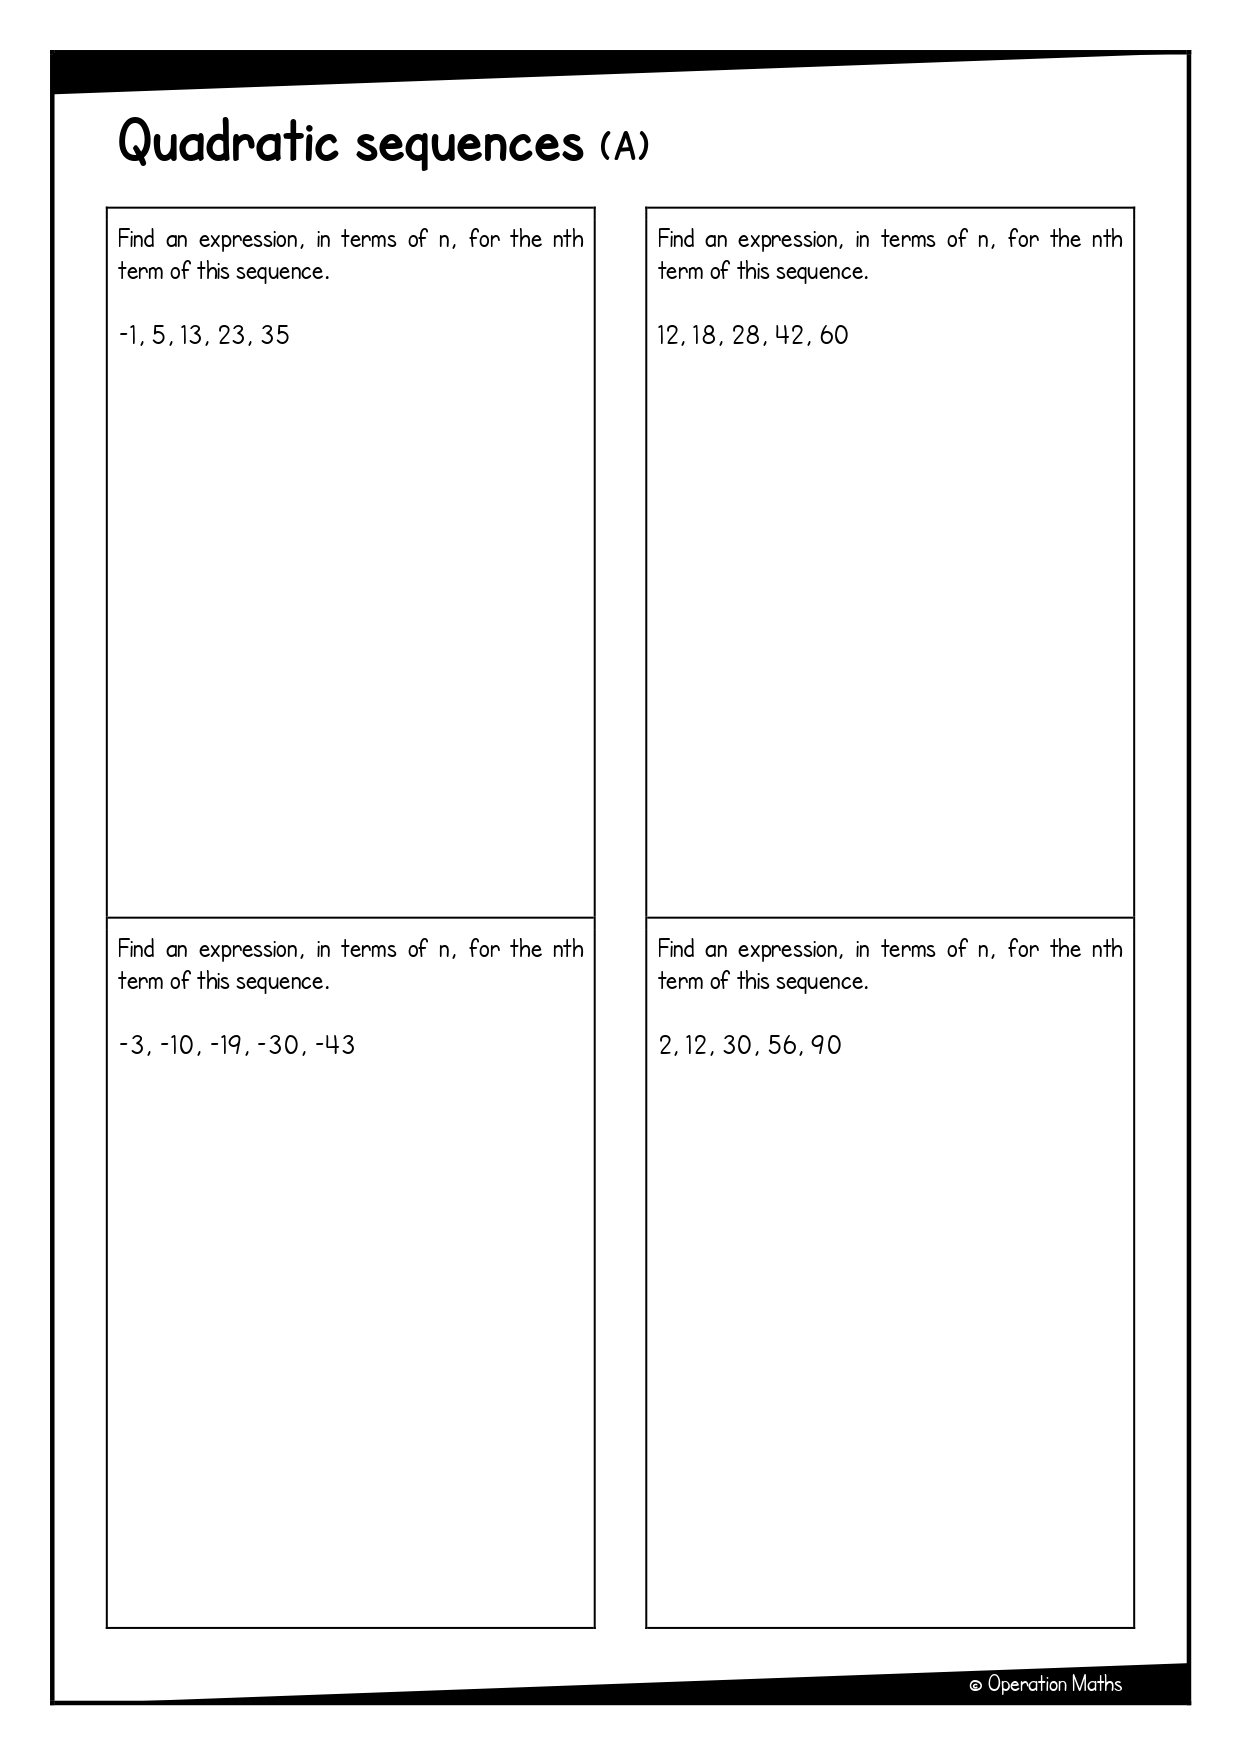 Quadratic sequences (A)
Find an expression, in terms of n, for the nth
term of this sequence.
-1, 5, 13, 23, 35
Find an expression, in terms of n, for the nth
term of this sequence.
12, 18, 28, 42, 60
Find an expression, in terms of n, for the nth
term of this sequence.
-3, -10, -19, -30, -43
Find an expression, in terms of n, for the nth
term of this sequence.
2, 12, 30, 56, 90
© Operation Maths